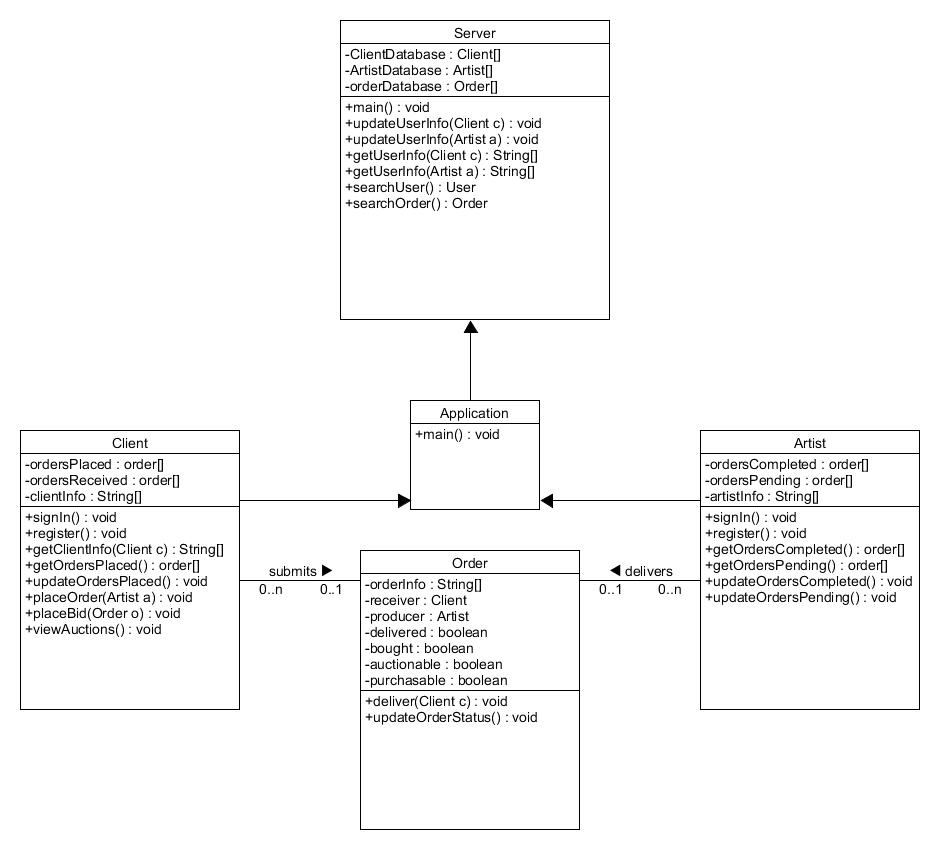 Server
-ClientDatabase : Client[]
-ArtistDatabase : Artist[]
-orderDatabase : Order[]
+main() : void
+updateUserInfo(Client c) : void
+updateUserInfo(Artist a) : void
+getUserInfo(Client c) : String[]
+getUserInfo(Artist a) : String[]
+searchUser() : User
+searchOrder() : Order
Application
+main() : void
Client
-ordersPlaced : order[]
-ordersReceived : order[]
-clientInfo : String[]
+signIn() : void
+register() : void
+getClientInfo(Client c) : String[]
+getOrdersPlaced() : order[]
+updateOrdersPlaced() : void
+placeOrder(Artist a) : void
+placeBid(Order o) : void
+viewAuctions() : void
submits
0..n 0..1
Order
-orderInfo : String[]
-receiver : Client
-producer : Artist
-delivered : boolean
-bought : boolean
-auctionable : boolean
-purchasable : boolean
+deliver(Client c) : void
+updateOrderStatus() : void
delivers
0..1 0..n
Artist
-ordersCompleted : order[]
-ordersPending : order[]
-artistInfo : String[]
+signIn() : void
+register() : void
+getOrdersCompleted() : order[]
+getOrdersPending() : order[]
+updateOrdersCompleted() : void
+updateOrdersPending() : void